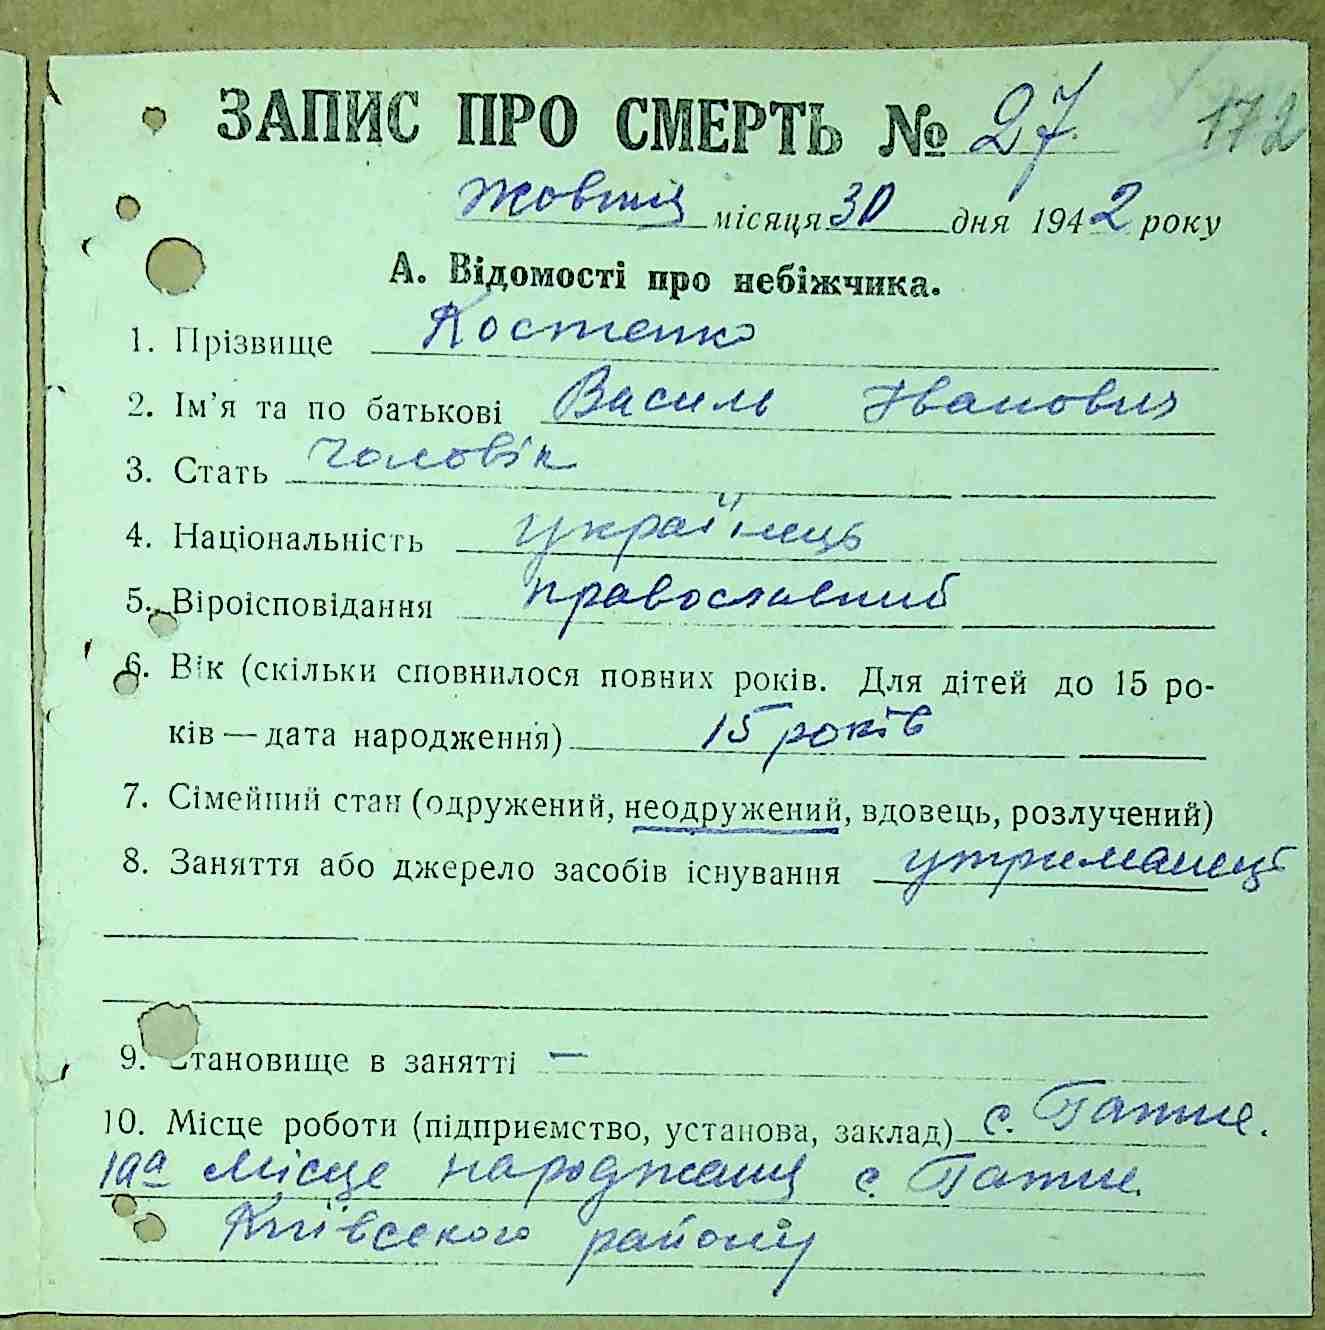 ЗАПИС ПРО СМЕРТЬ № 27. 172
жовтня місяця 30 дня 1942 року
А. Відомості про небіжчика.
1. Прізвище Костенко
2. Ім'я та по батькові Василь Іванович
3. Стать чоловік
4. Національність українець
5. Віроісповідання православний
6. Вік (скільки сповнилося повних років. Для дітей до 15 ро-
ків — дата народження) 15 років
7. Сімейний стан (одружений, неодружений, вдовець, розлучений)
8. Заняття або джерело засобів існування утриманець
9. Становище в занятті —
10. Місце роботи (підприємство, установа, заклад) с. Гатне.
10а місце народження с. Гатне
Київського району